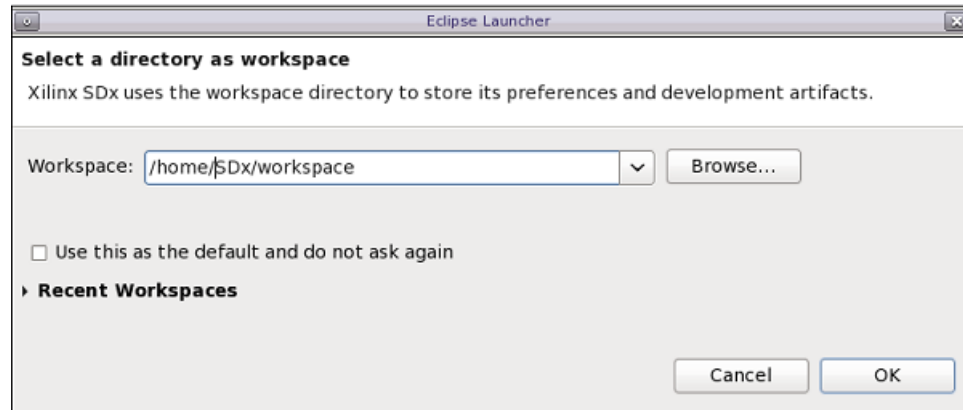 Eclipse Launcher
Select a directory as workspace
Xilinx SDx uses the workspace directory to store its preferences and development artifacts.
Workspace: /home/SDx/workspace Browse...
Use this as the default and do not ask again
Recent Workspaces
Cancel OK